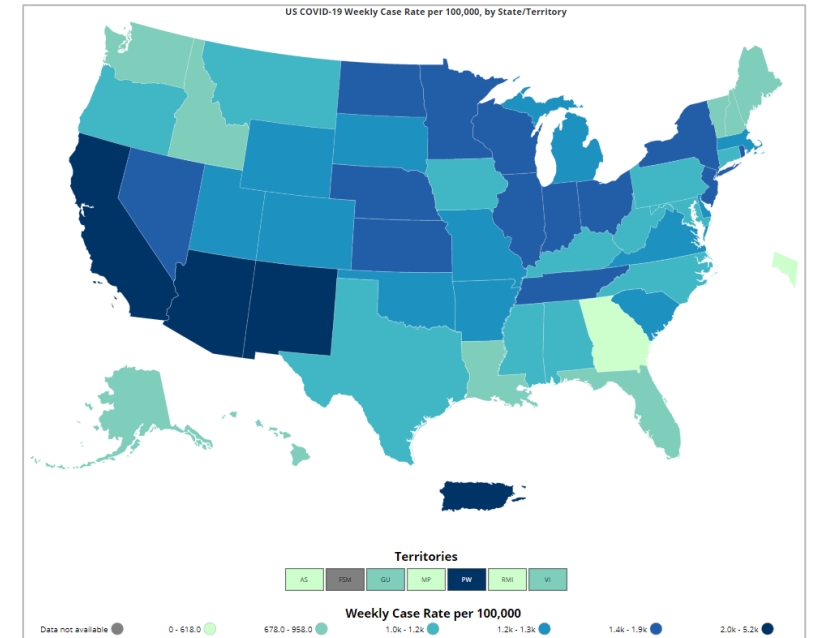 US COVID-19 Weekly Case Rate per 100,000, by State/Territory
Territories
AS FSM GU MP PW RMI VI
Weekly Case Rate per 100,000
Data not available 0 - 618.0 678.0 - 958.0 1.0k - 1.2k 1.2k - 1.3k 1.4k - 1.9k 2.0k - 5.2k